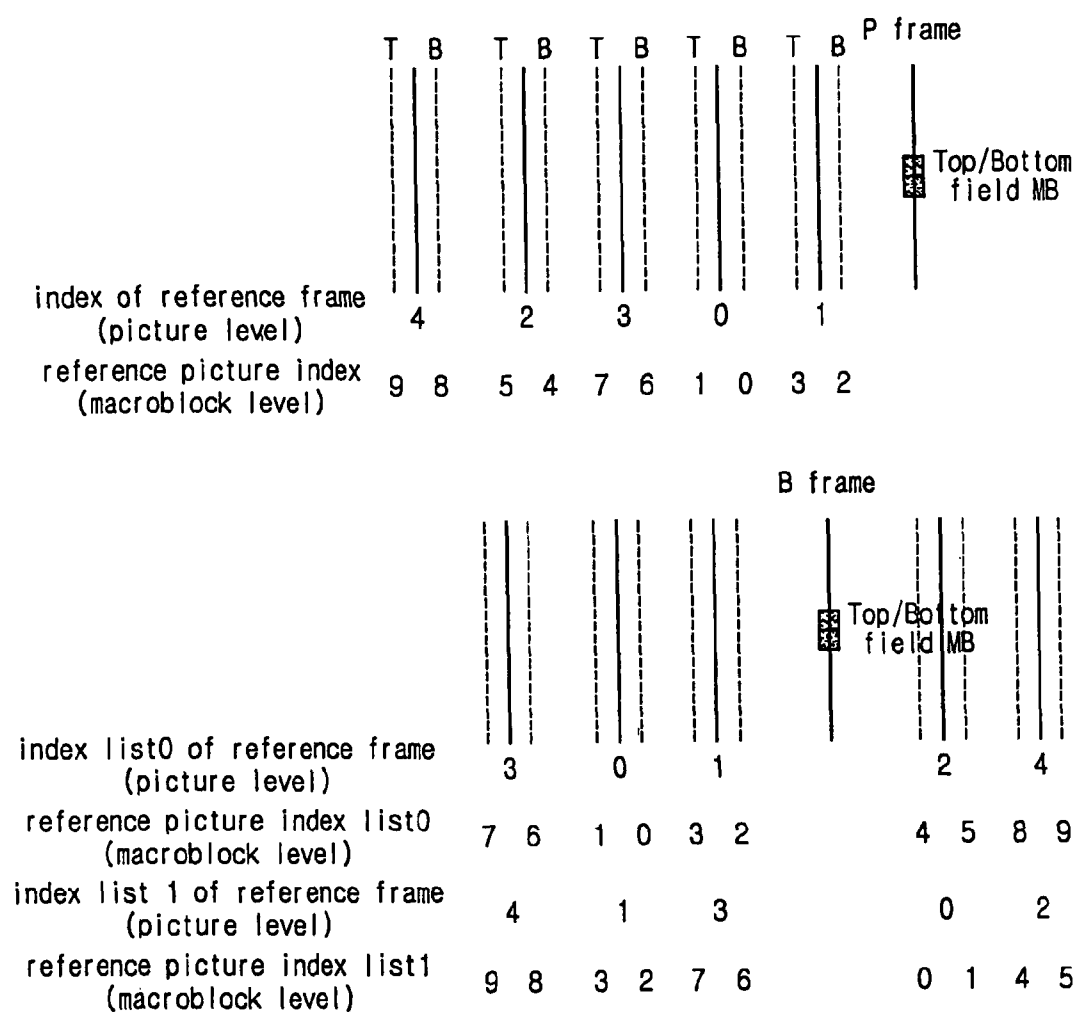 P frame
T B T B T B T B T B
Top/Bottom
field MB
index of reference frame
(picture level)
4 2 3 0 1
reference picture index
(macroblock level)
9 8 5 4 7 6 1 0 3 2
B frame
Top/Bottom
field MB
index list0 of reference frame
(picture level)
3 0 1 2 4
reference picture index list0
(macroblock level)
7 6 1 0 3 2 4 5 8 9
index list 1 of reference frame
(picture level)
4 1 3 0 2
reference picture index list1
(macroblock level)
9 8 3 2 7 6 0 1 4 5